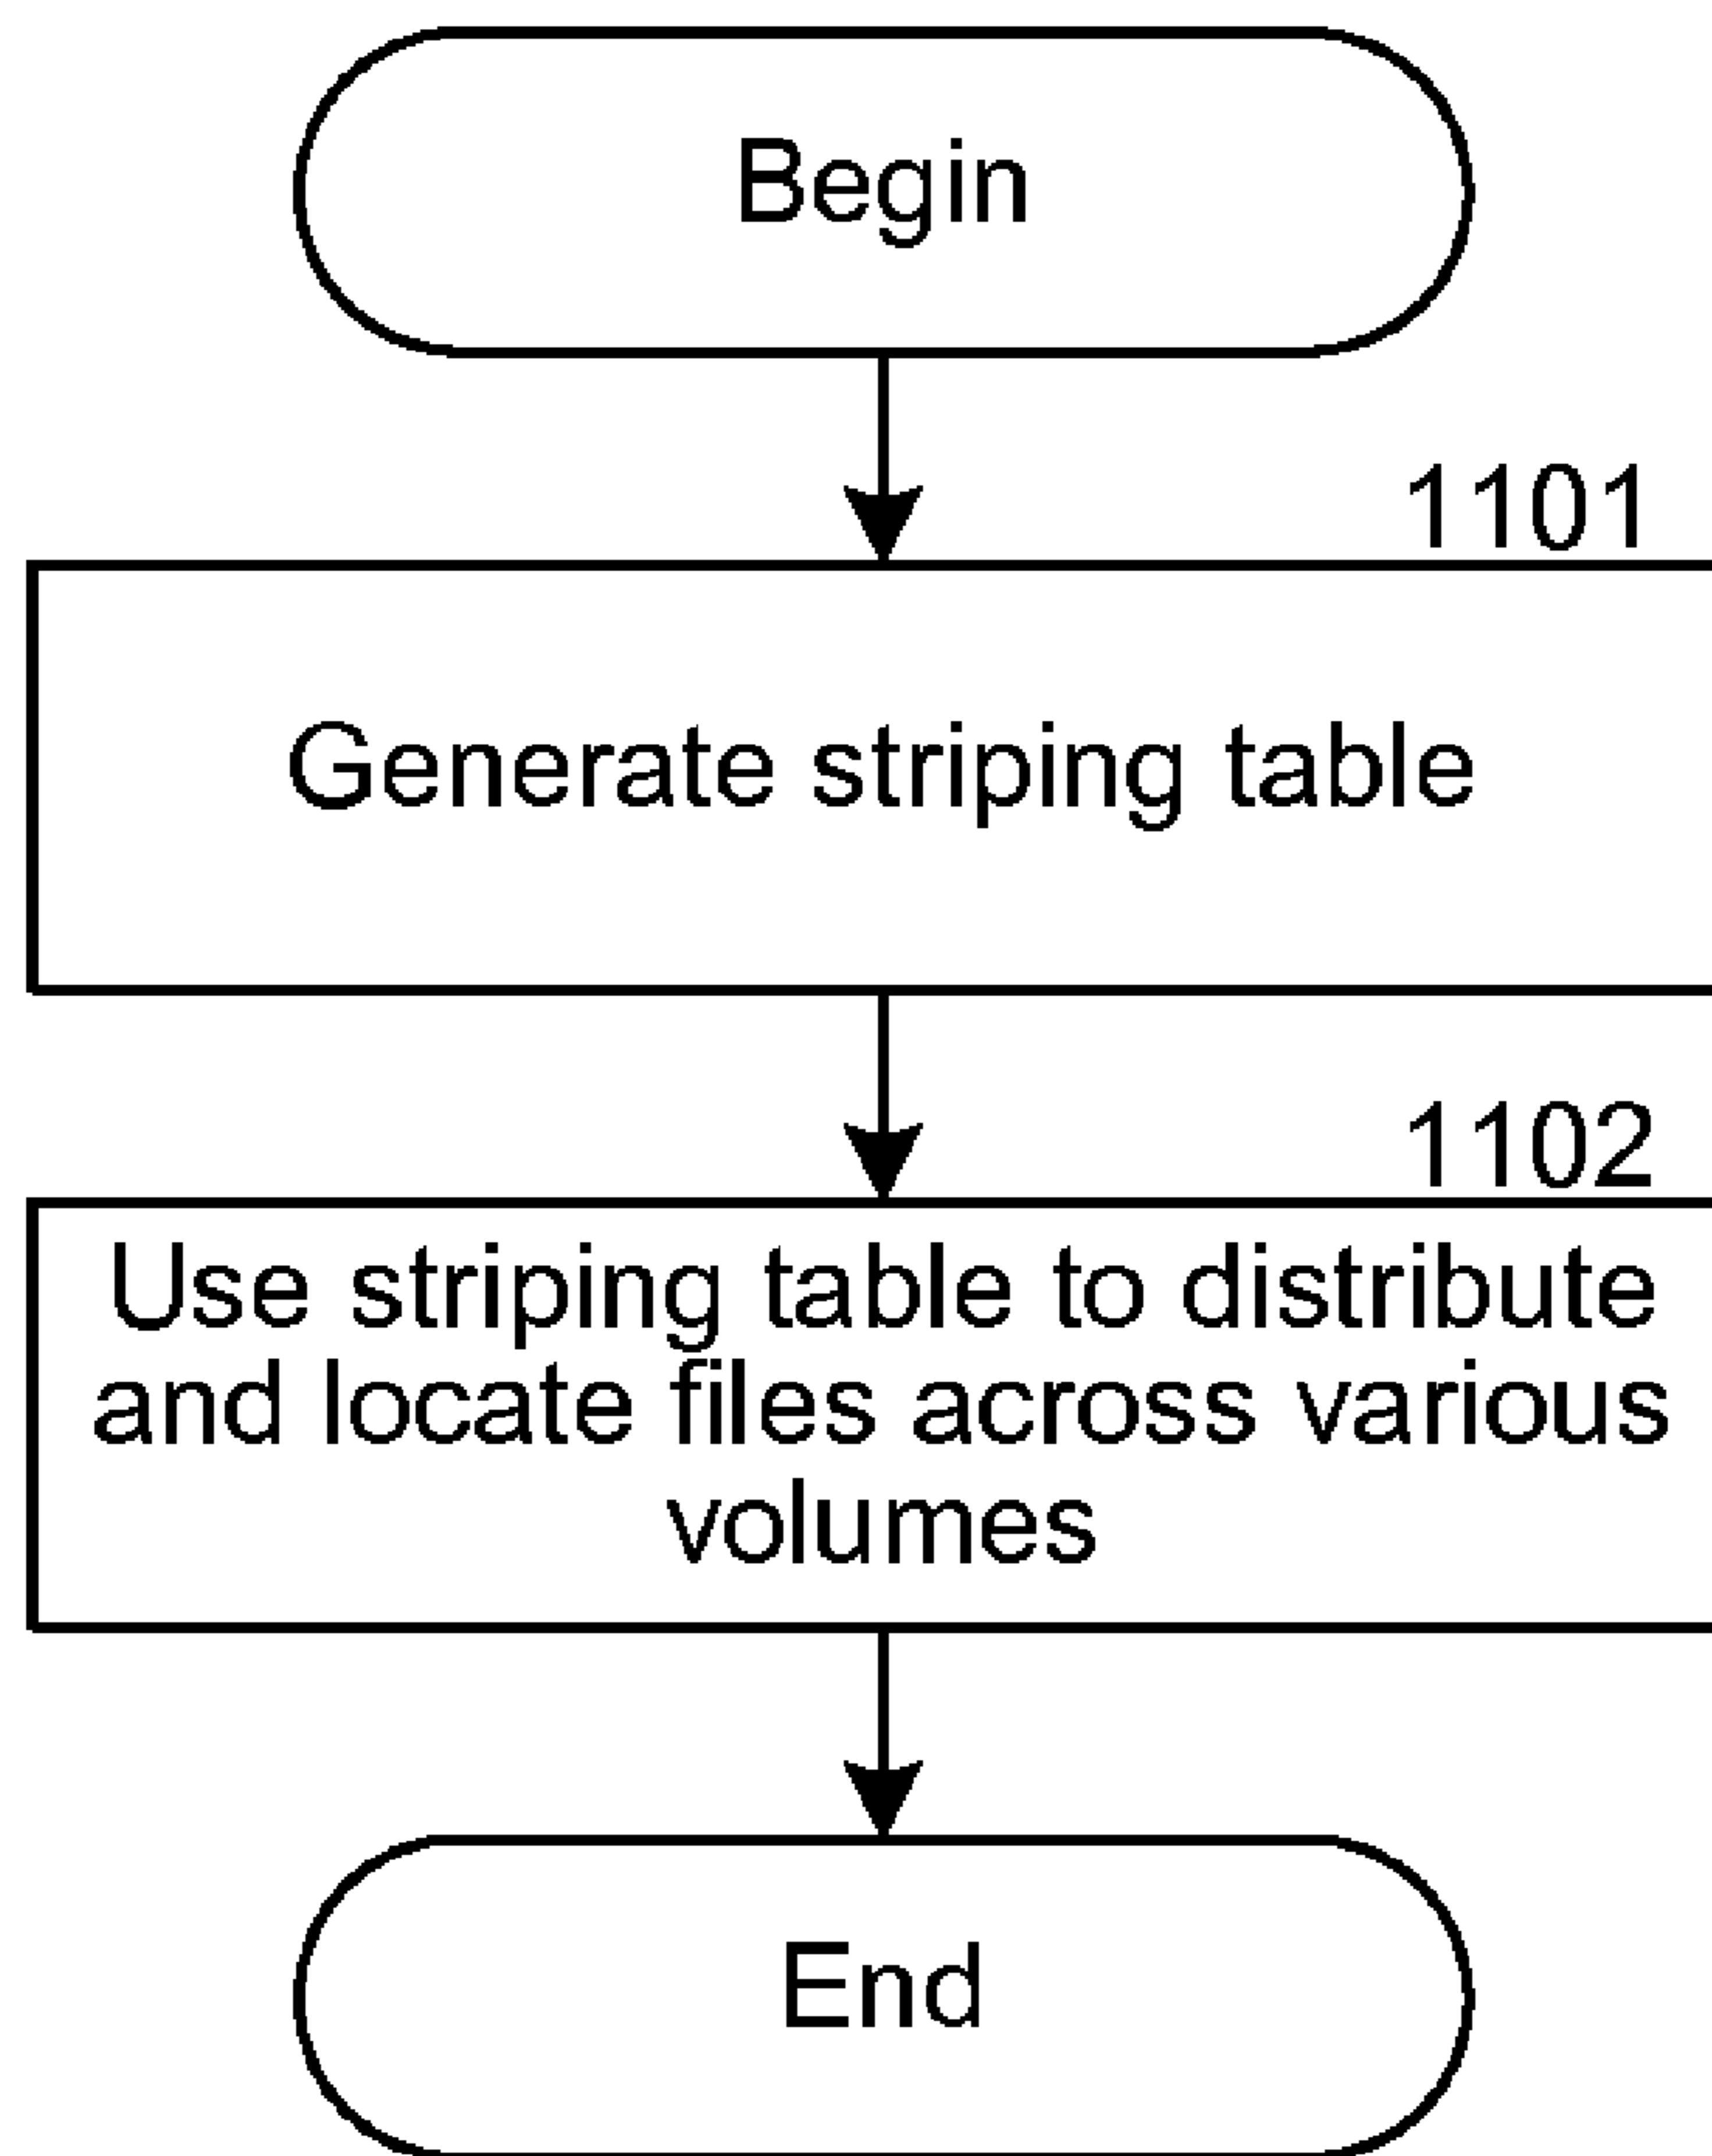 Begin
1101
Generate striping table
1102
Use striping table to distribute
and locate files across various
volumes
End